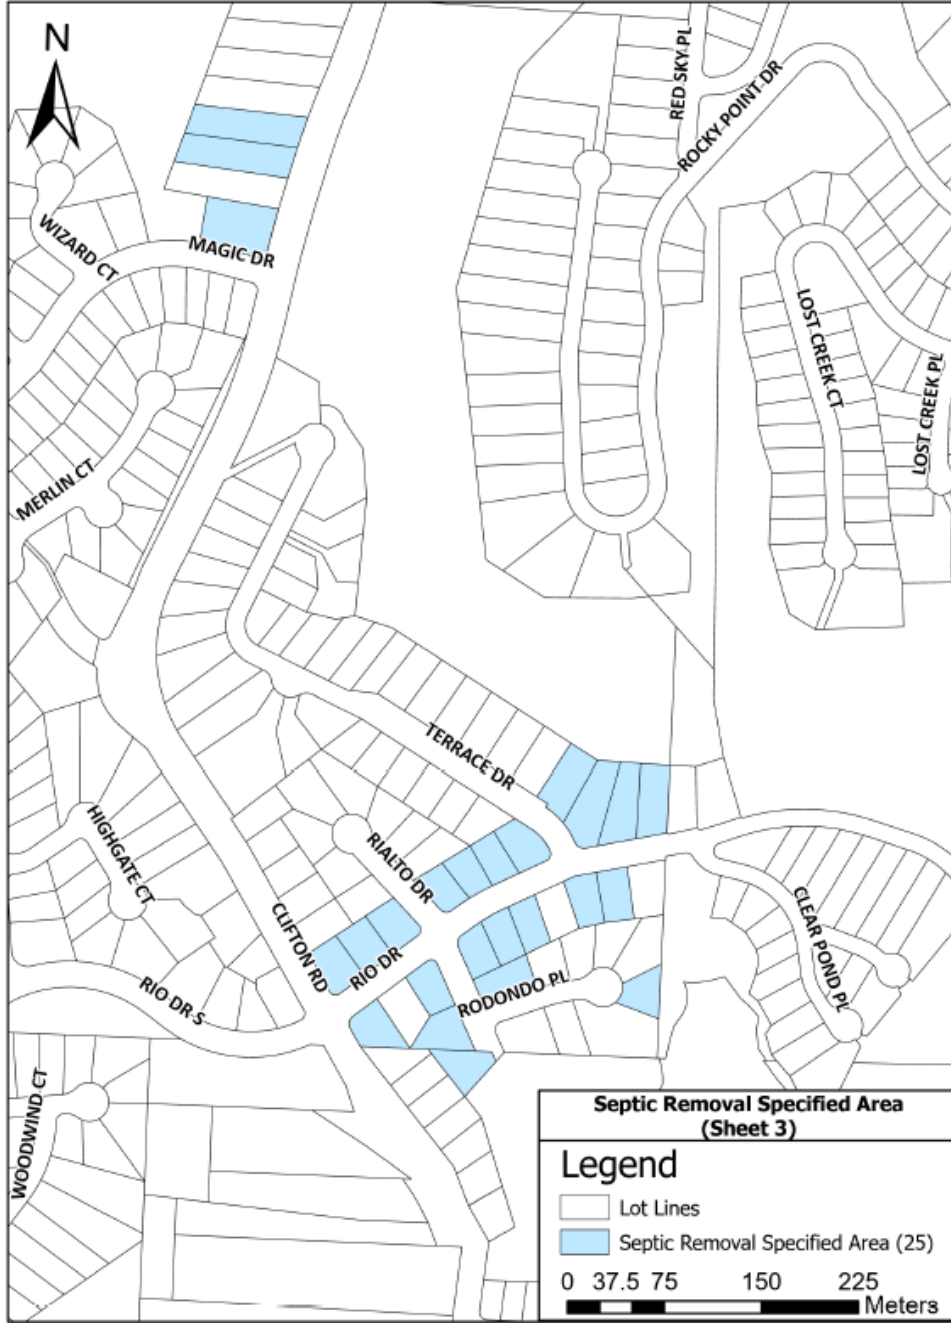 N
RED SKY PL
ROCKY POINT DR
WIZARD CT
MAGIC DR
LOST CREEK CT
LOST CREEK PL
MERLIN CT
TERRACE DR
HIGHGATE CT
RIALTO DR
CLIFTON RD
RIO DR
CLEAR POND PL
RODONDO PL
RIO DR S
WOODWIND CT
Septic Removal Specified Area
(Sheet 3)
Legend
Lot Lines
Septic Removal Specified Area (25)
0 37.5 75 150 225
Meters